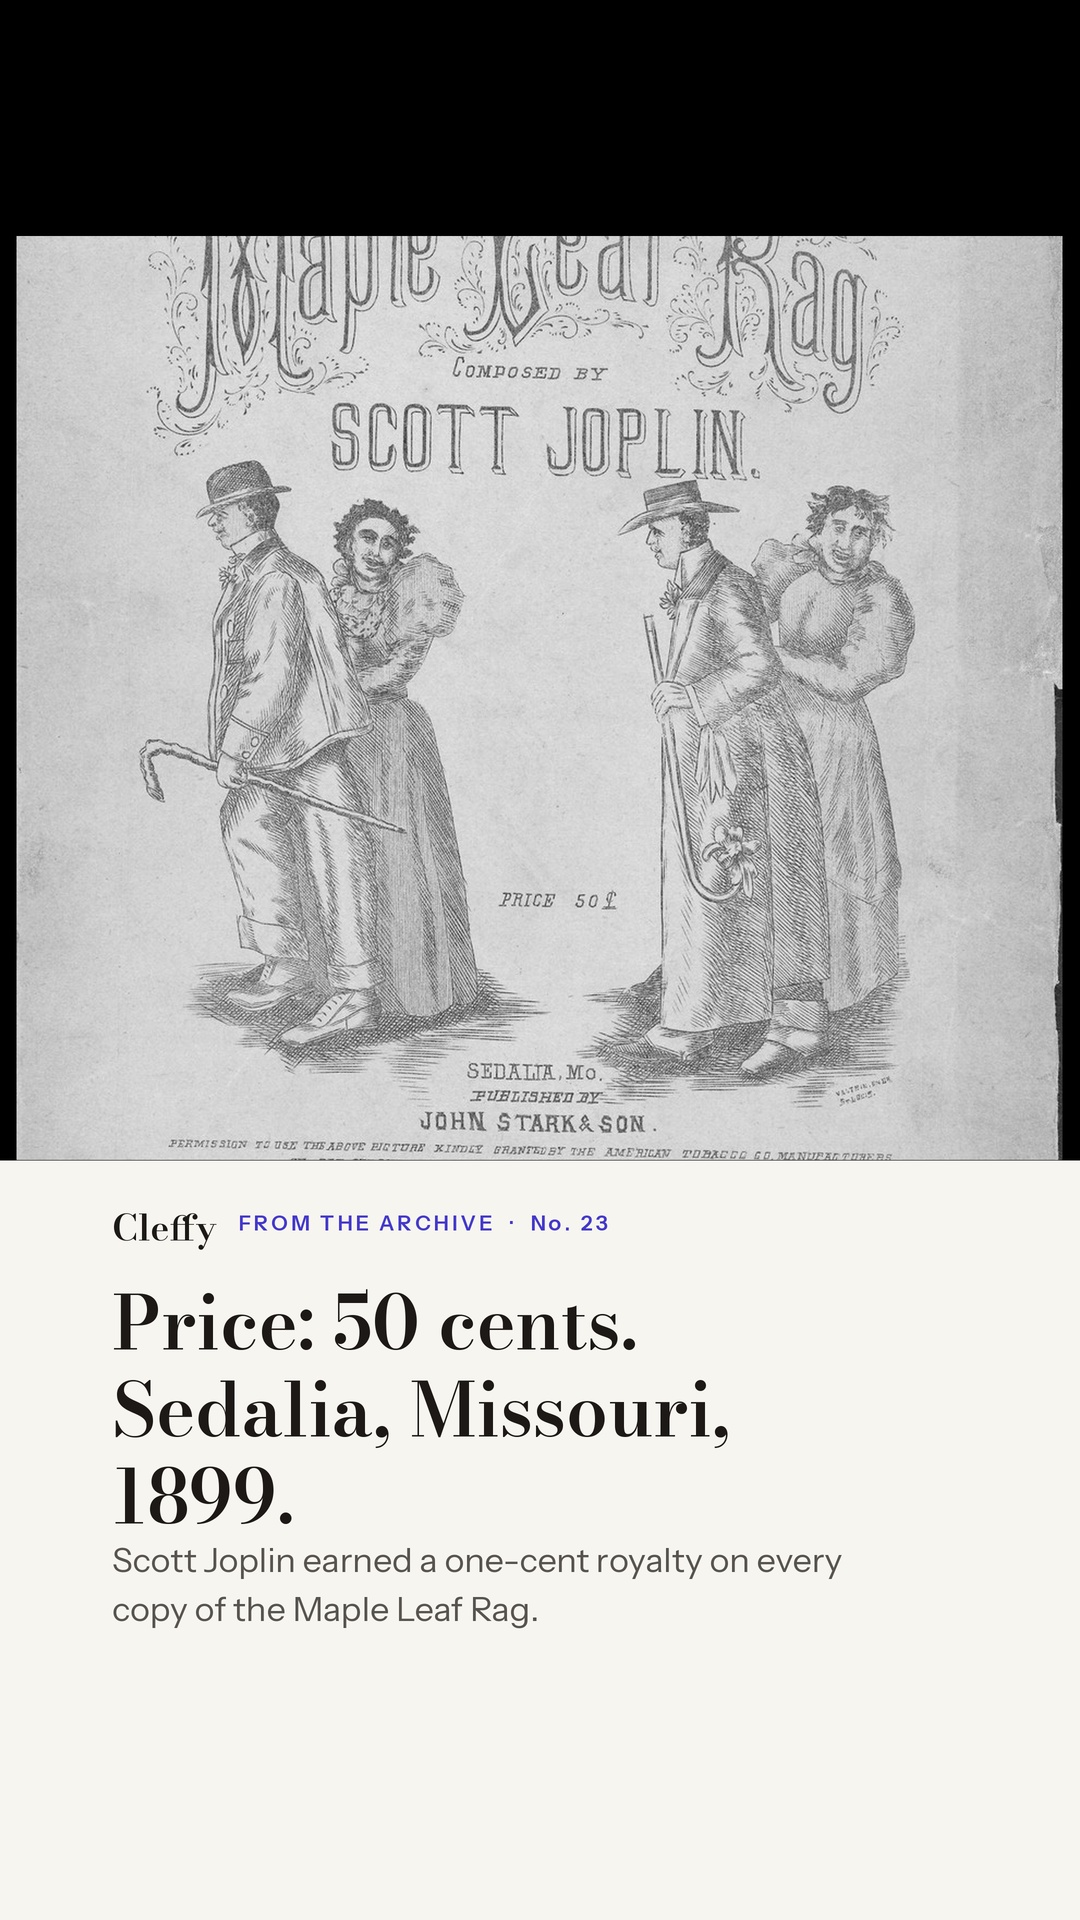 Maple Leaf Rag
COMPOSED BY
SCOTT JOPLIN.
PRICE 50¢
SEDALIA, Mo.
PUBLISHED BY
JOHN STARK & SON.
PERMISSION TO USE THE ABOVE PICTURE KINDLY GRANTED BY THE AMERICAN TOBACCO CO. MANUFACTURERS
Cleffy FROM THE ARCHIVE · No. 23
Price: 50 cents.
Sedalia, Missouri,
1899.
Scott Joplin earned a one-cent royalty on every
copy of the Maple Leaf Rag.